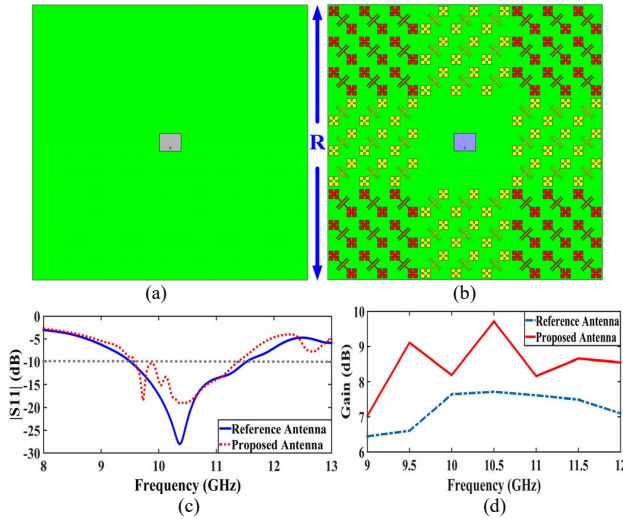 R
(a)
(b)
0
-5
-10
-15
-20
-25
-30
|S11| (dB)
Reference Antenna
Proposed Antenna
8
9
10
11
12
13
Frequency (GHz)
(c)
10
9
8
7
6
Gain (dB)
Reference Antenna
Proposed Antenna
9
9.5
10
10.5
11
11.5
12
Frequency (GHz)
(d)